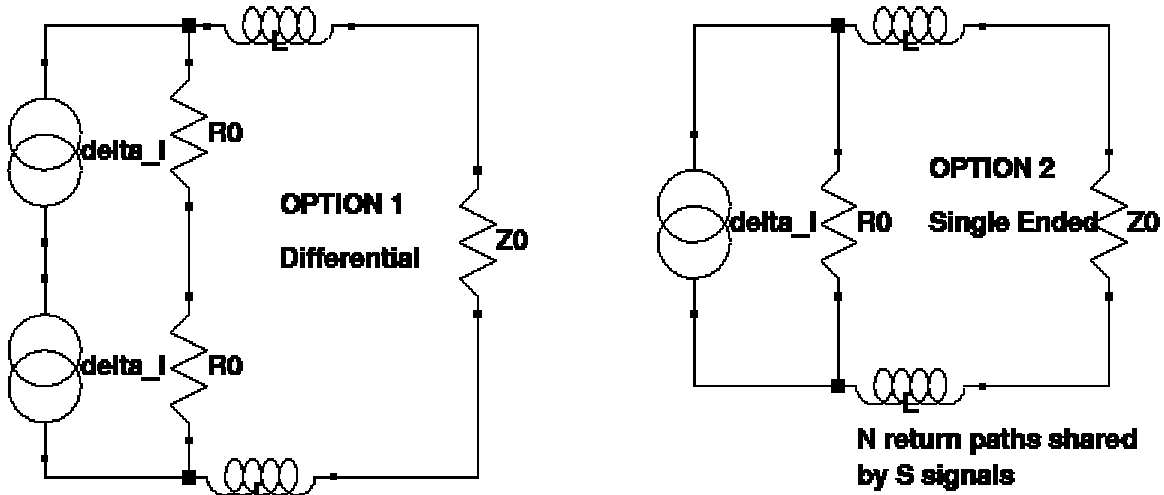 L
R0
delta_I
OPTION 1
Differential
Z0
delta_I
R0
L
L
OPTION 2
delta_I
R0
Single Ended
Z0
L
N return paths shared
by S signals